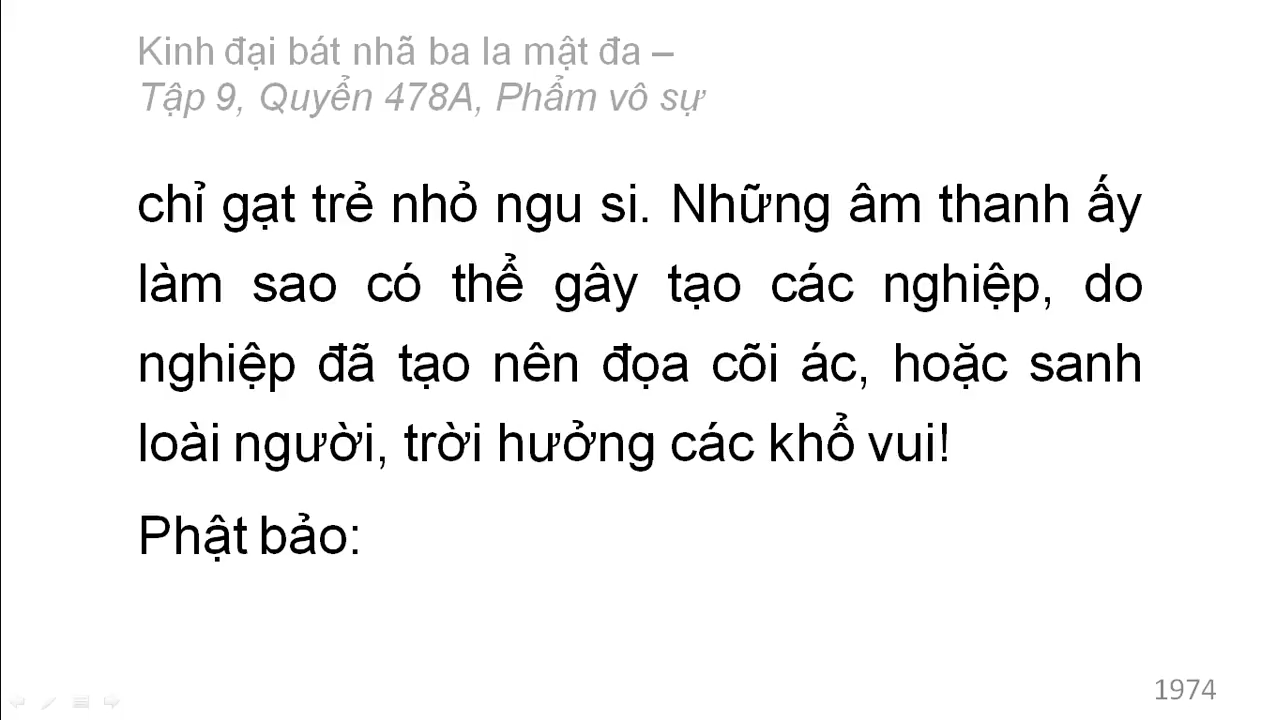 Kinh đại bát nhã ba la mật đa –
Tập 9, Quyển 478A, Phẩm vô sự
chỉ gạt trẻ nhỏ ngu si. Những âm thanh ấy
làm sao có thể gây tạo các nghiệp, do
nghiệp đã tạo nên đọa cõi ác, hoặc sanh
loài người, trời hưởng các khổ vui!
Phật bảo:
1974